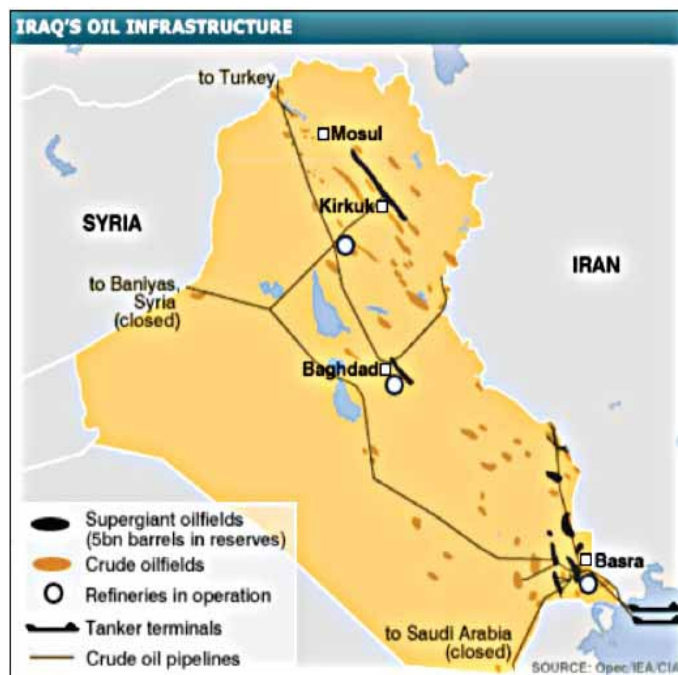 IRAQ'S OIL INFRASTRUCTURE
to Turkey
Mosul
Kirkuk
SYRIA
IRAN
to Baniyas,
Syria
(closed)
Baghdad
Supergiant oilfields
(5bn barrels in reserves)
Crude oilfields
Refineries in operation
Tanker terminals
Crude oil pipelines
Basra
to Saudi Arabia
(closed)
SOURCE: Opec/IEA/CIA